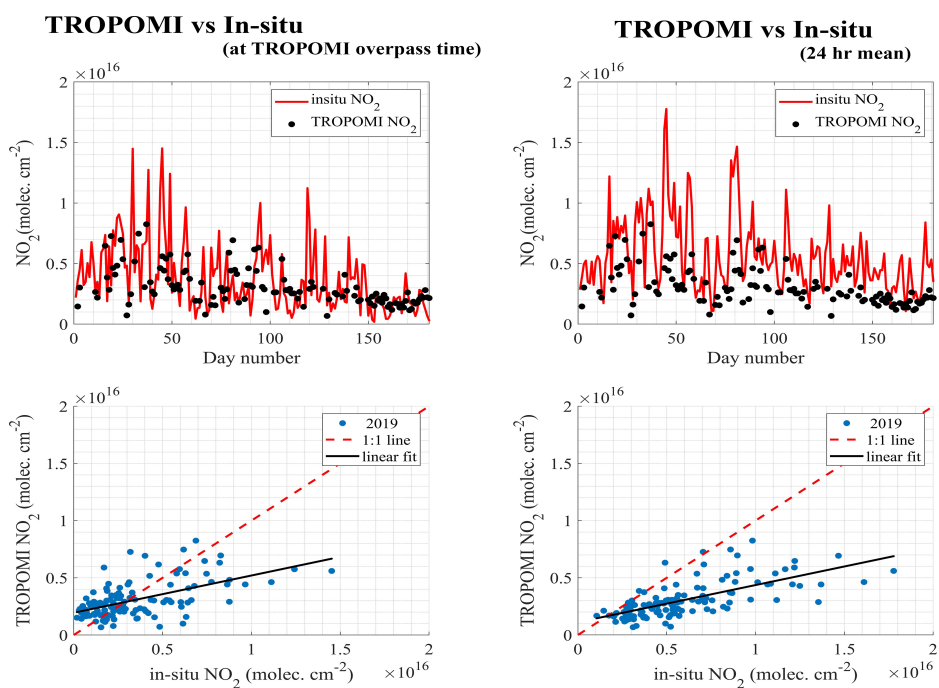 TROPOMI vs In-situ
(at TROPOMI overpass time)
×10^16
2
1.5
1
0.5
0
NO2(molec. cm-2)
insitu NO2
TROPOMI NO2
0 50 100 150
Day number
TROPOMI vs In-situ
(24 hr mean)
×10^16
2
1.5
1
0.5
0
NO2(molec. cm-2)
insitu NO2
TROPOMI NO2
0 50 100 150
Day number
×10^16
2
1.5
1
0.5
0
TROPOMI NO2 (molec. cm-2)
2019
1:1 line
linear fit
0 0.5 1 1.5 2
in-situ NO2 (molec. cm-2)
×10^16
×10^16
2
1.5
1
0.5
0
TROPOMI NO2 (molec. cm-2)
2019
1:1 line
linear fit
0 0.5 1 1.5 2
in-situ NO2 (molec. cm-2)
×10^16